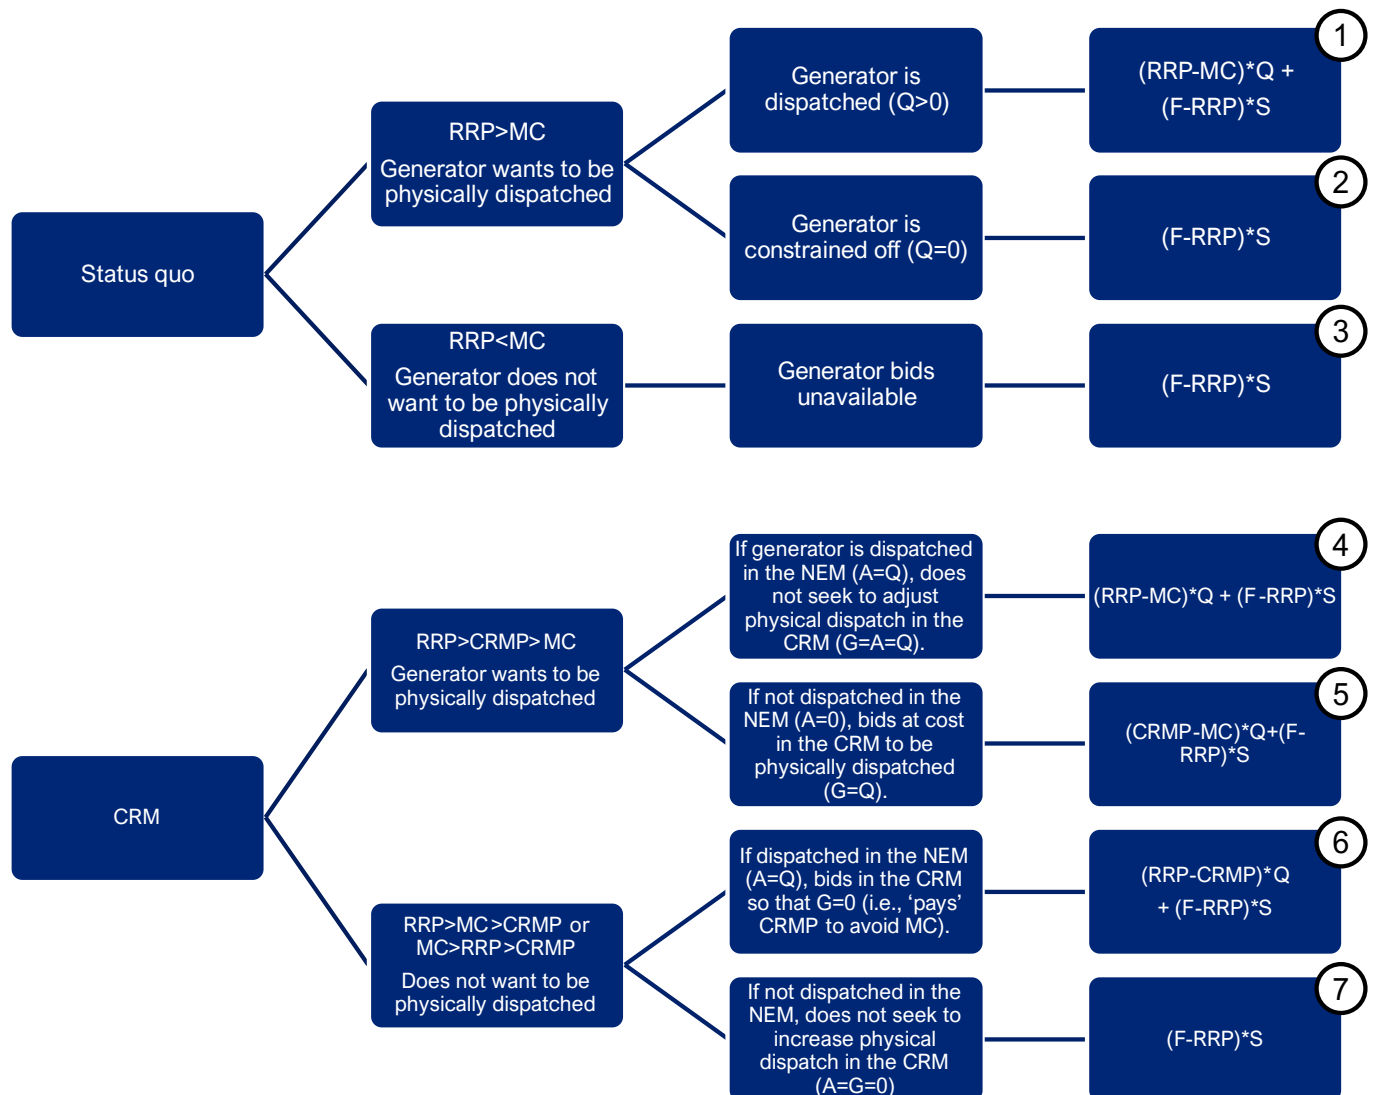 Status quo
RRP>MC
Generator wants to be
physically dispatched
Generator is
dispatched (Q>0)
1
(RRP-MC)*Q +
(F-RRP)*S
Generator is
constrained off (Q=0)
2
(F-RRP)*S
RRP<MC
Generator does not
want to be physically
dispatched
Generator bids
unavailable
3
(F-RRP)*S
CRM
RRP>CRMP>MC
Generator wants to be
physically dispatched
If generator is dispatched
in the NEM (A=Q), does
not seek to adjust
physical dispatch in the
CRM (G=A=Q).
4
(RRP-MC)*Q + (F-RRP)*S
If not dispatched in the
NEM (A=0), bids at cost
in the CRM to be
physically dispatched
(G=Q).
5
(CRMP-MC)*Q+(F-
RRP)*S
RRP>MC>CRMP or
MC>RRP>CRMP
Does not want to be
physically dispatched
If dispatched in the NEM
(A=Q), bids in the CRM
so that G=0 (i.e., ‘pays’
CRMP to avoid MC).
6
(RRP-CRMP)*Q
+ (F-RRP)*S
If not dispatched in the
NEM, does not seek to
increase physical
dispatch in the CRM
(A=G=0)
7
(F-RRP)*S